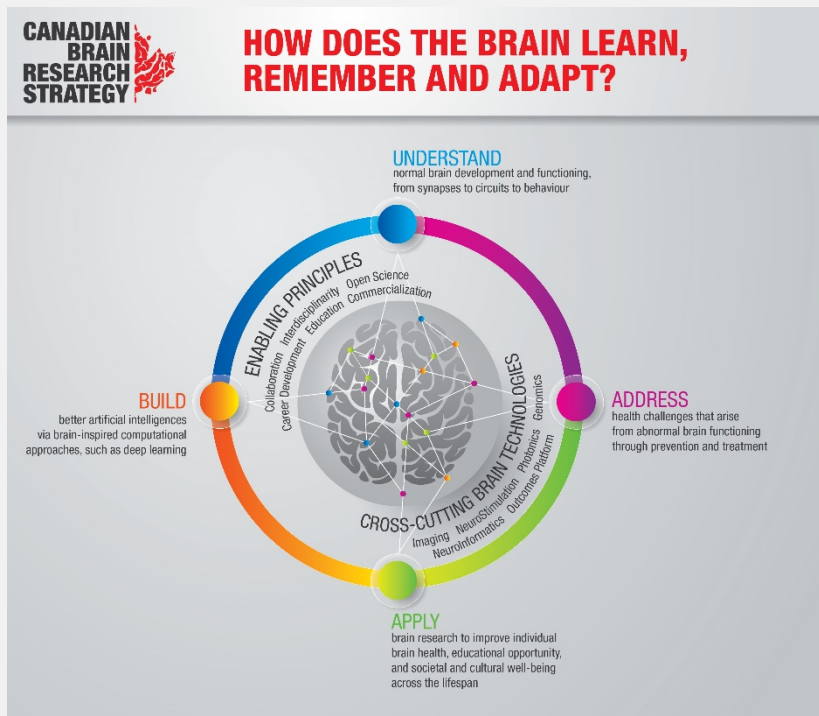 CANADIAN
BRAIN
RESEARCH
STRATEGY
HOW DOES THE BRAIN LEARN,
REMEMBER AND ADAPT?
UNDERSTAND
normal brain development and functioning,
from synapses to circuits to behaviour
ENABLING PRINCIPLES
Collaboration Interdisciplinarity Open Science
Career Development Education Commercialization
BUILD
better artificial intelligences
via brain-inspired computational
approaches, such as deep learning
ADDRESS
health challenges that arise
from abnormal brain functioning
through prevention and treatment
CROSS-CUTTING BRAIN TECHNOLOGIES
Imaging NeuroStimulation Photonics Genomics
NeuroInformatics Outcomes Platform
APPLY
brain research to improve individual
brain health, educational opportunity,
and societal and cultural well-being
across the lifespan